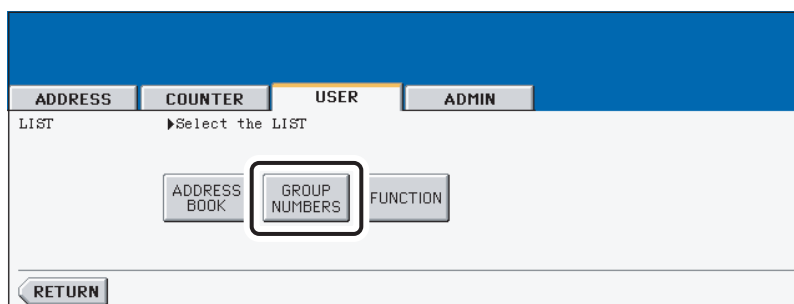 ADDRESS COUNTER USER ADMIN
LIST ▶Select the LIST
ADDRESS BOOK
GROUP NUMBERS
FUNCTION
RETURN